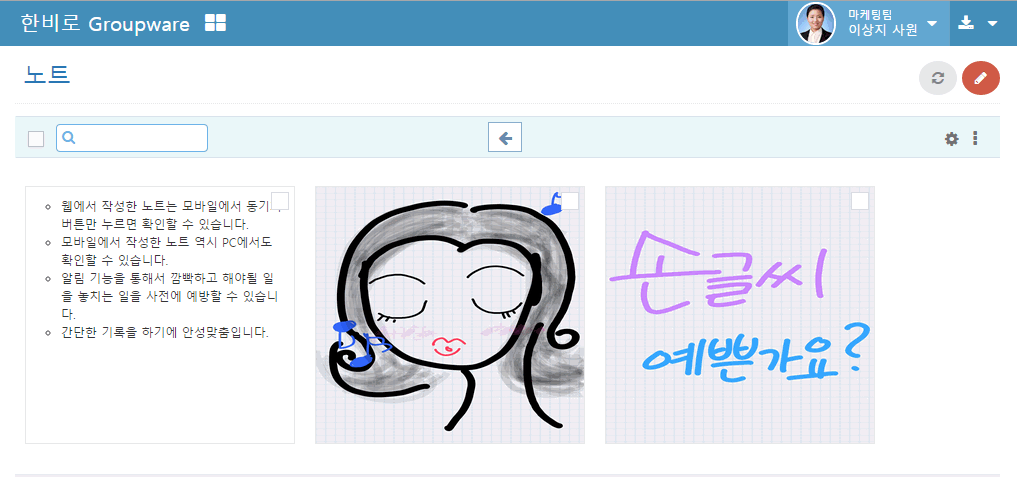 한비로 Groupware
마케팅팀
이상지 사원
노트
웹에서 작성한 노트는 모바일에서 동기
버튼만 누르면 확인할 수 있습니다.
모바일에서 작성한 노트 역시 PC에서도
확인할 수 있습니다.
알림 기능을 통해서 깜빡하고 해야될 일
을 놓치는 일을 사전에 예방할 수 있습니
다.
간단한 기록을 하기에 안성맞춤입니다.
손글씨
예쁜가요?